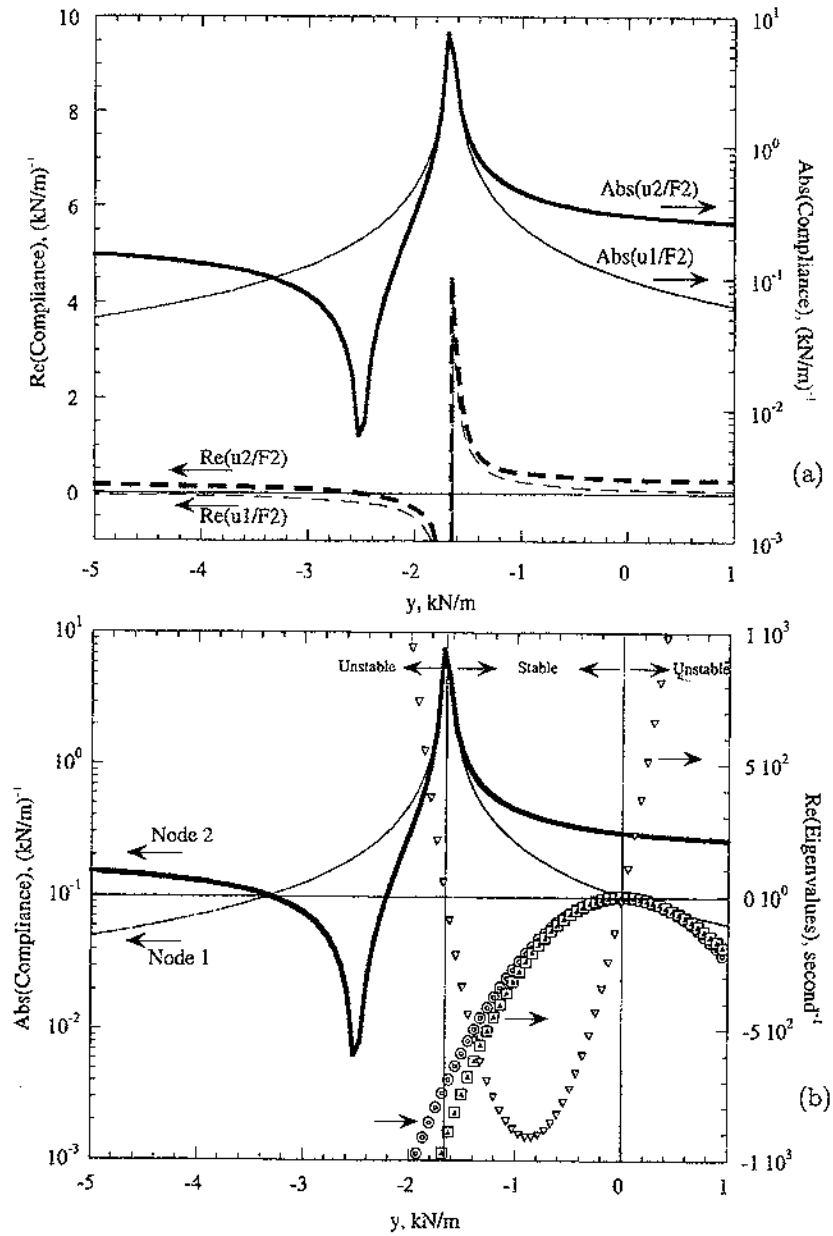 10
8
6
4
2
0
Re(Compliance), (kN/m)⁻¹
10¹
10⁰
10⁻¹
10⁻²
10⁻³
Abs(Compliance), (kN/m)⁻¹
Abs(u2/F2)
Abs(u1/F2)
Re(u2/F2)
Re(u1/F2)
(a)
-5 -4 -3 -2 -1 0 1
y, kN/m
10¹
10⁰
10⁻¹
10⁻²
10⁻³
Abs(Compliance), (kN/m)⁻¹
Unstable Stable Unstable
Node 2
Node 1
1 10³
5 10²
0 10⁰
-5 10²
-1 10³
Re(Eigenvalues), second⁻¹
(b)
-5 -4 -3 -2 -1 0 1
y, kN/m